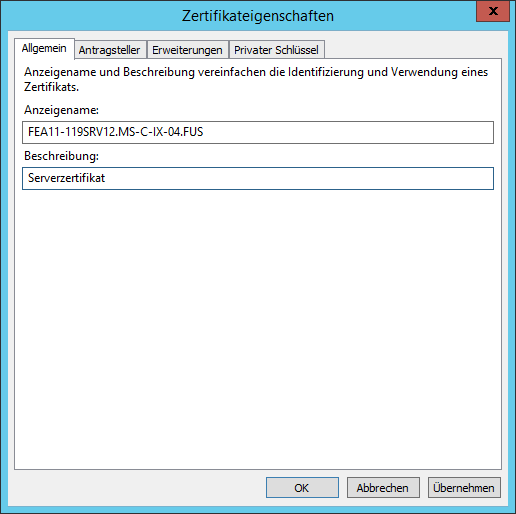 Zertifikateigenschaften
x
Allgemein Antragsteller Erweiterungen Privater Schlüssel
Anzeigename und Beschreibung vereinfachen die Identifizierung und Verwendung eines
Zertifikats.
Anzeigename:
FEA11-119SRV12.MS-C-IX-04.FUS
Beschreibung:
Serverzertifikat
OK Abbrechen Übernehmen